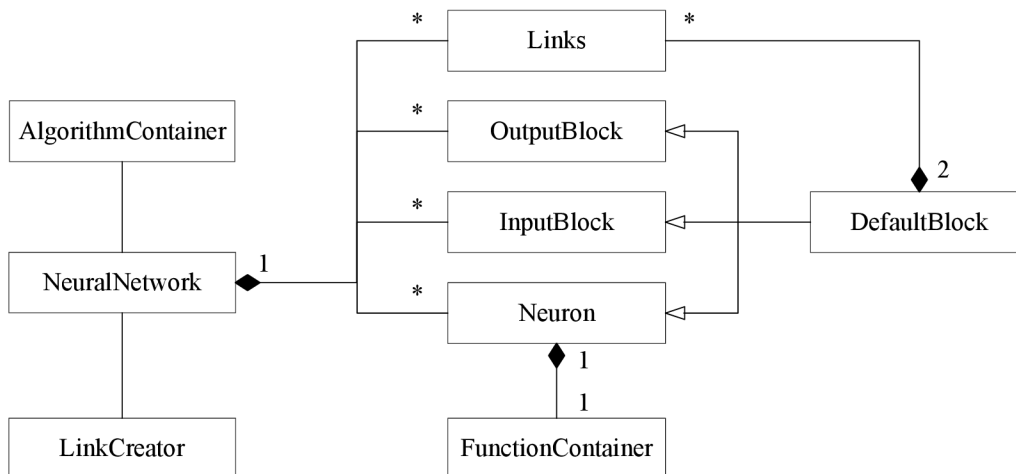 * Links *
AlgorithmContainer
* OutputBlock
2
* InputBlock
DefaultBlock
NeuralNetwork
1
* Neuron
1
1
LinkCreator
FunctionContainer